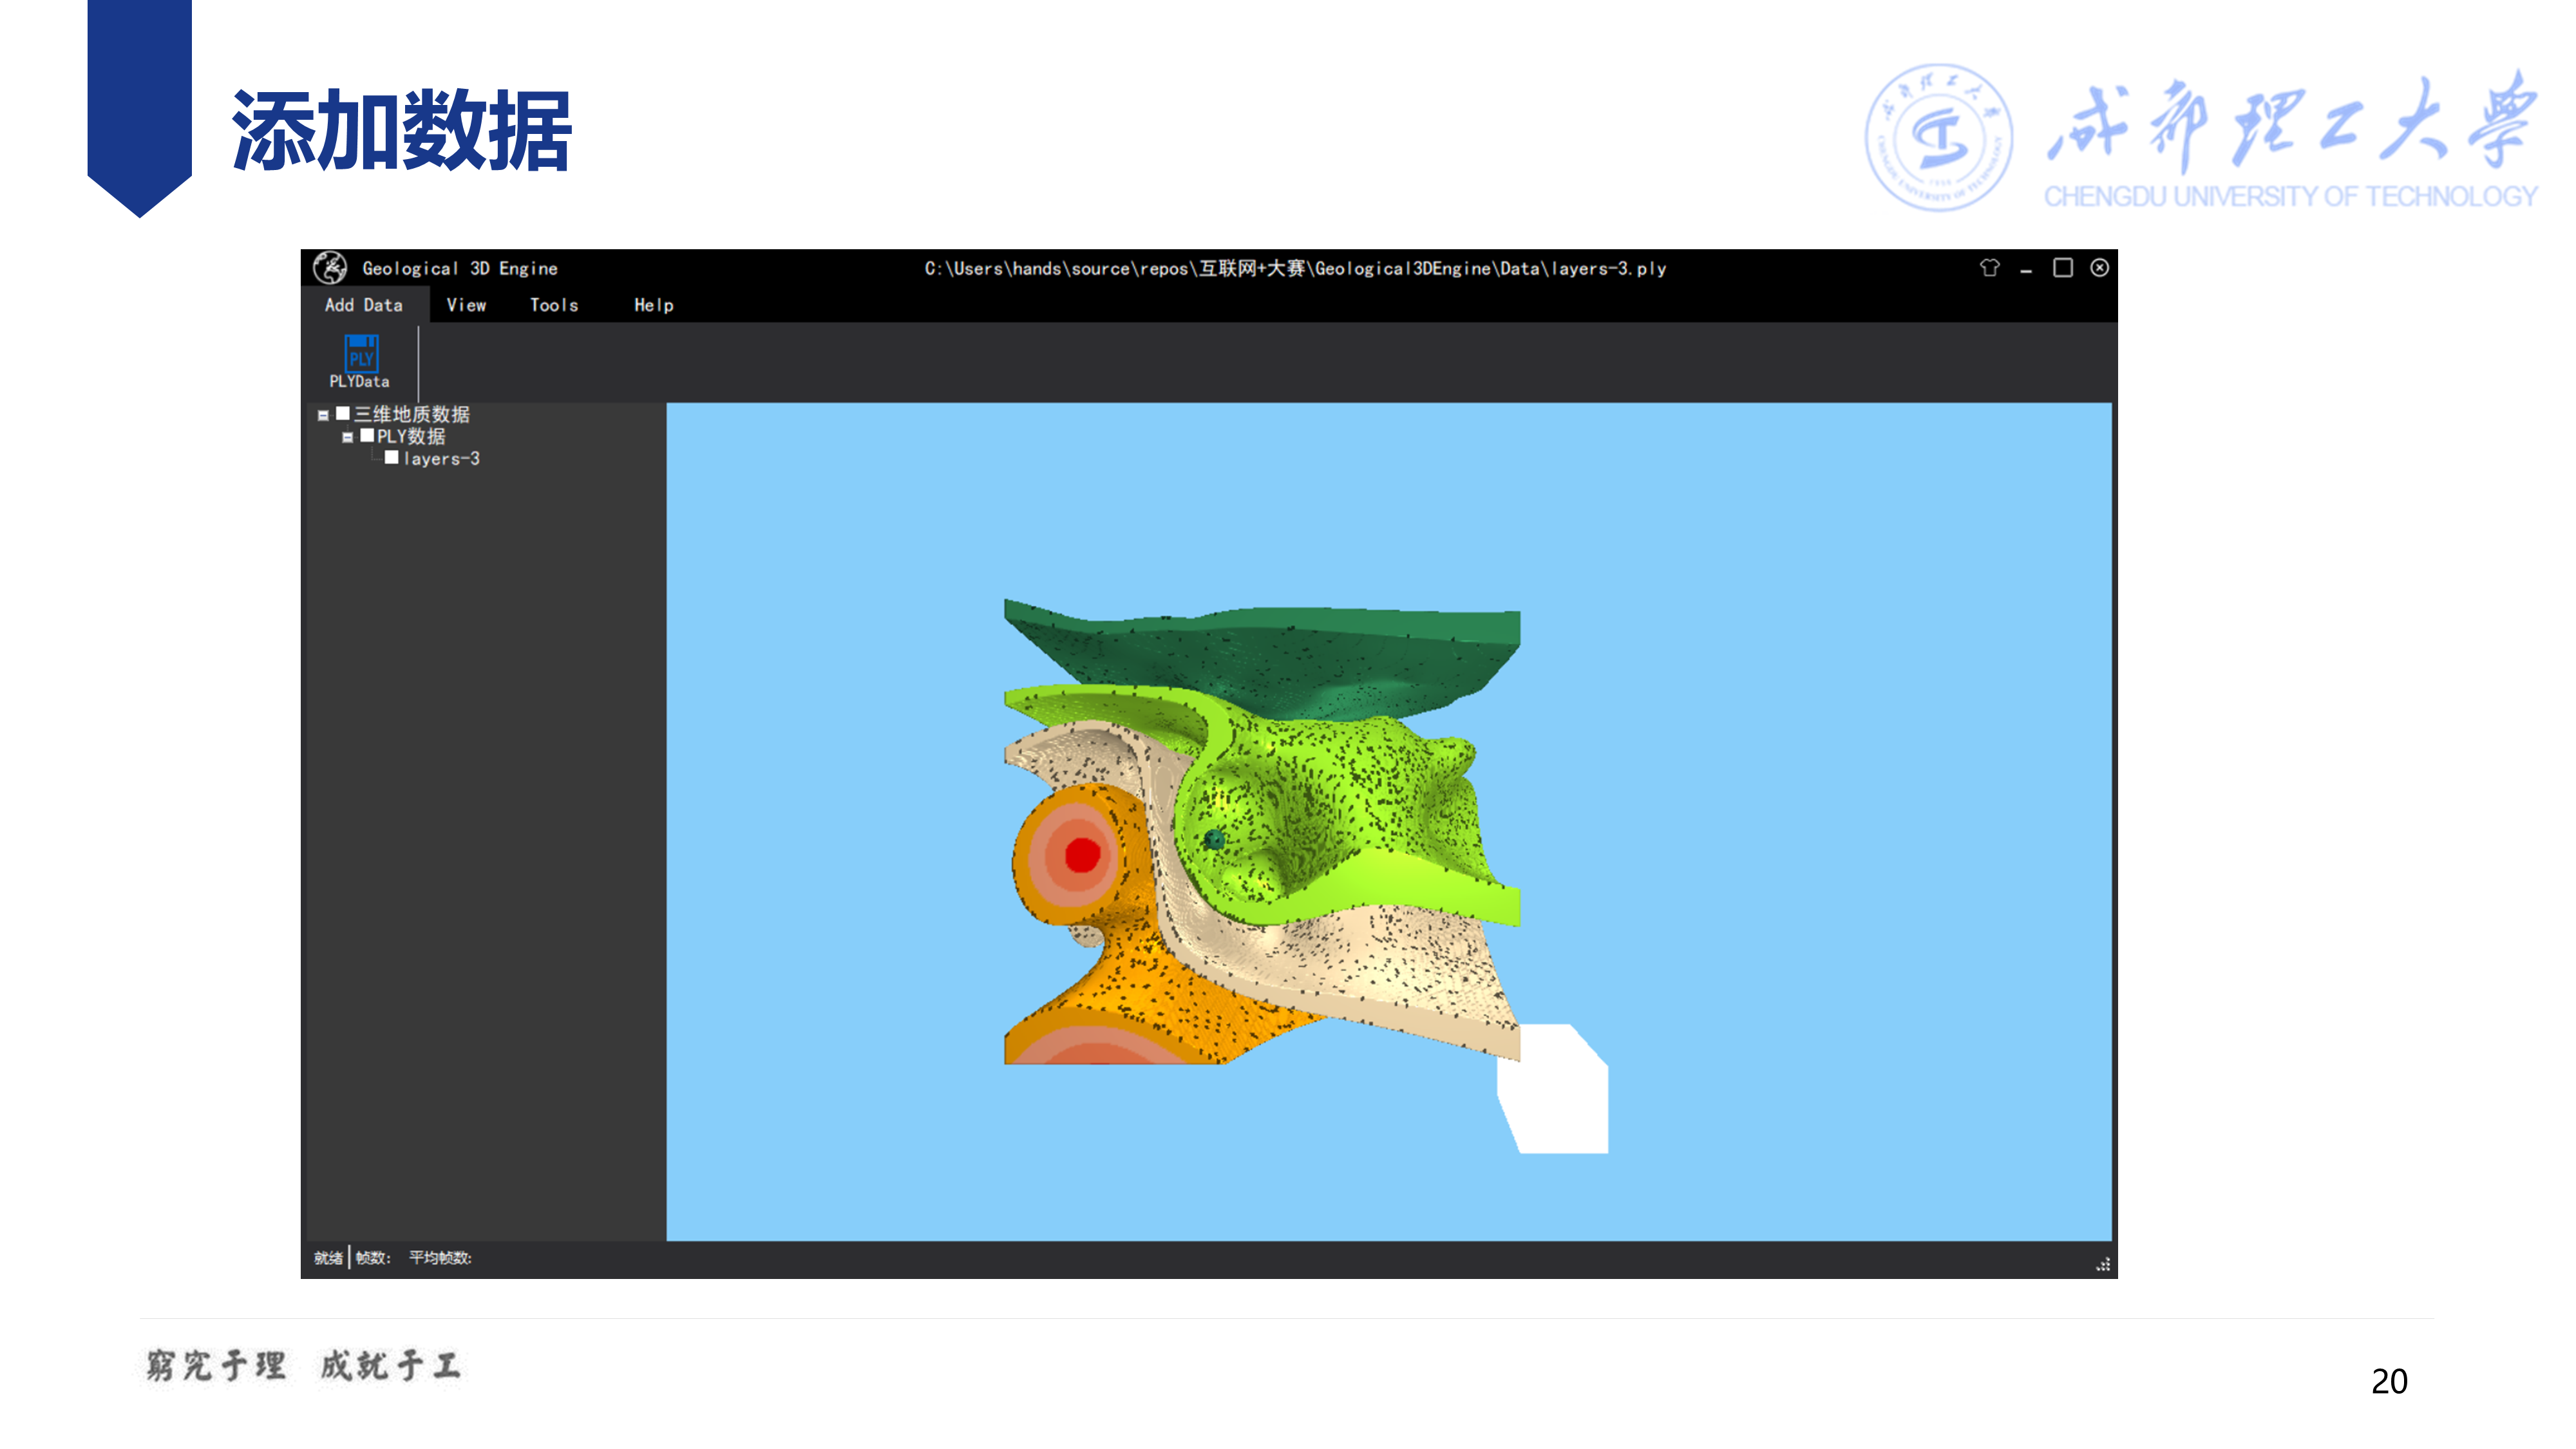 添加数据
成都理工大学
CHENGDU UNIVERSITY OF TECHNOLOGY
Geological 3D Engine
C:\Users\hands\source\repos\互联网+大赛\Geological3DEngine\Data\layers-3.ply
Add Data View Tools Help
PLY
PLYData
三维地质数据
PLY数据
layers-3
就绪 帧数: 平均帧数:
窮究于理 成就于工
20